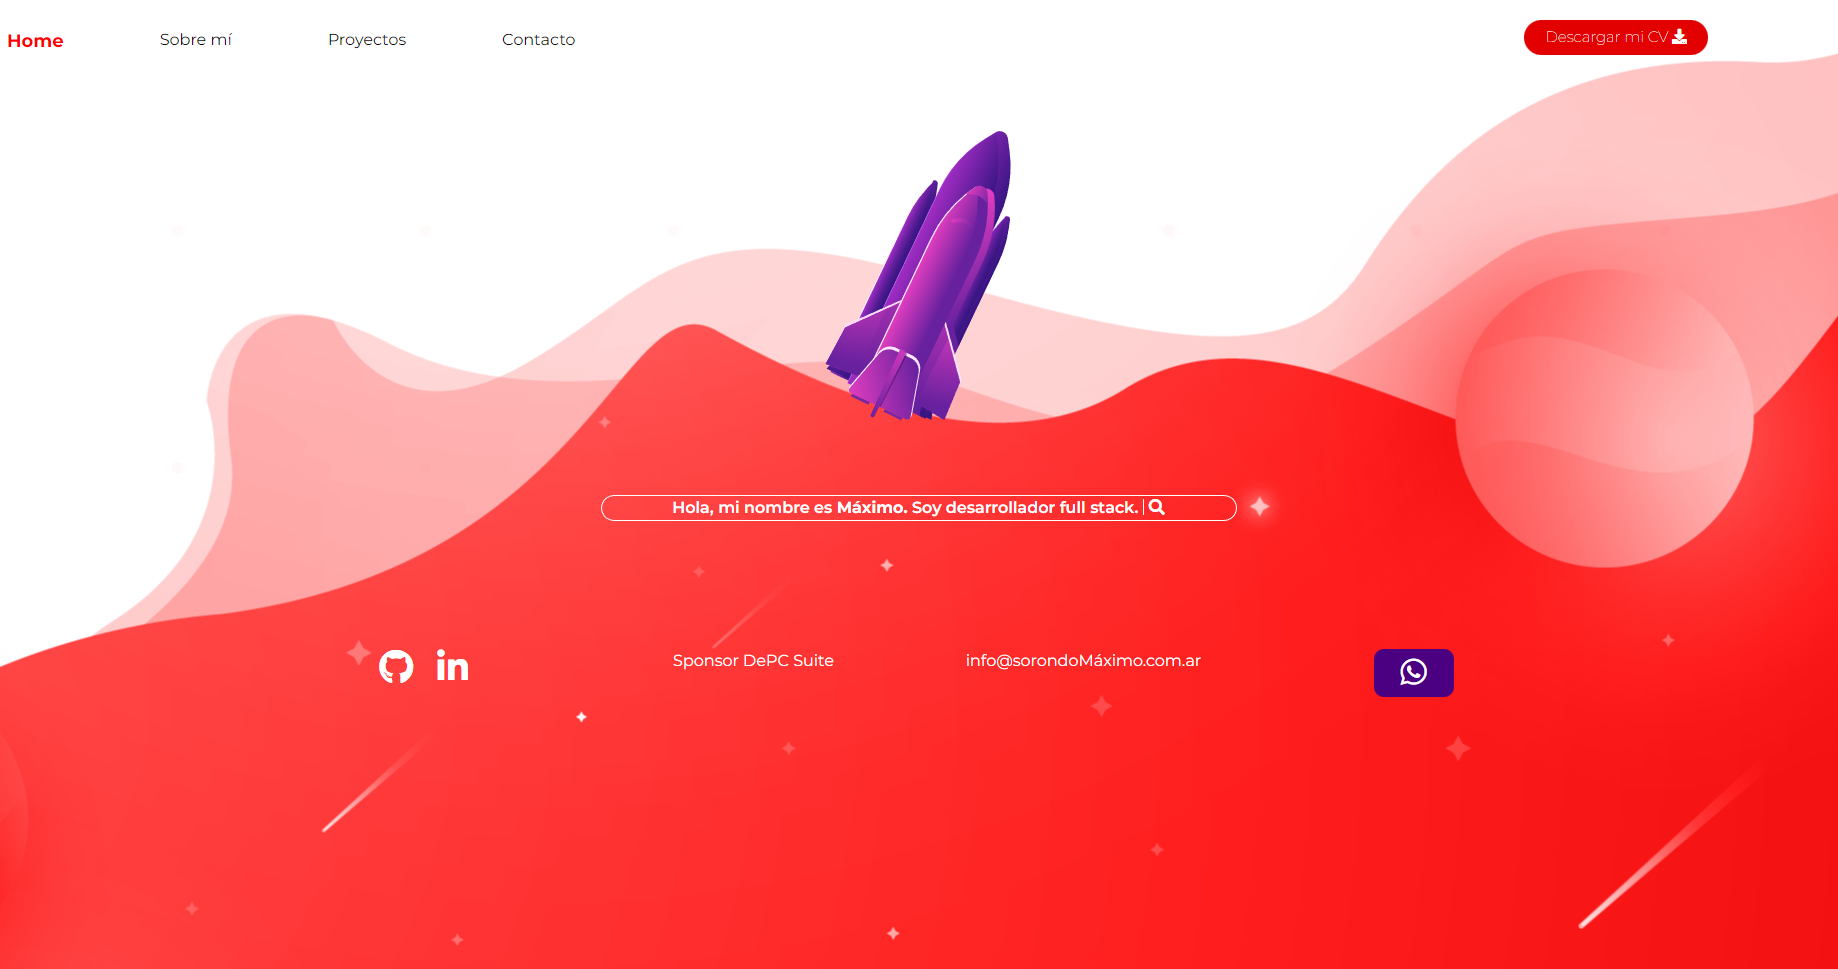 Home Sobre mí Proyectos Contacto Descargar mi CV
Hola, mi nombre es Máximo. Soy desarrollador full stack.
in Sponsor DePC Suite info@sorondoMáximo.com.ar